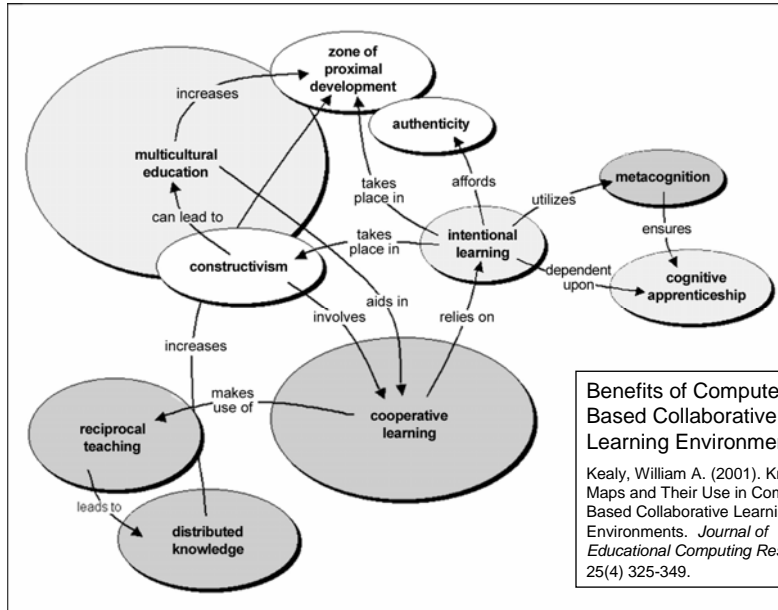 zone of
proximal
development
increases
authenticity
multicultural
education
takes
place in
affords
utilizes
metacognition
can lead to
takes
place in
intentional
learning
ensures
constructivism
dependent
upon
cognitive
apprenticeship
involves
aids in
relies on
increases
makes
use of
cooperative
learning
reciprocal
teaching
leads to
distributed
knowledge
Benefits of Compute
Based Collaborative
Learning Environme
Kealy, William A. (2001). Kn
Maps and Their Use in Com
Based Collaborative Learni
Environments. Journal of
Educational Computing Res
25(4) 325-349.